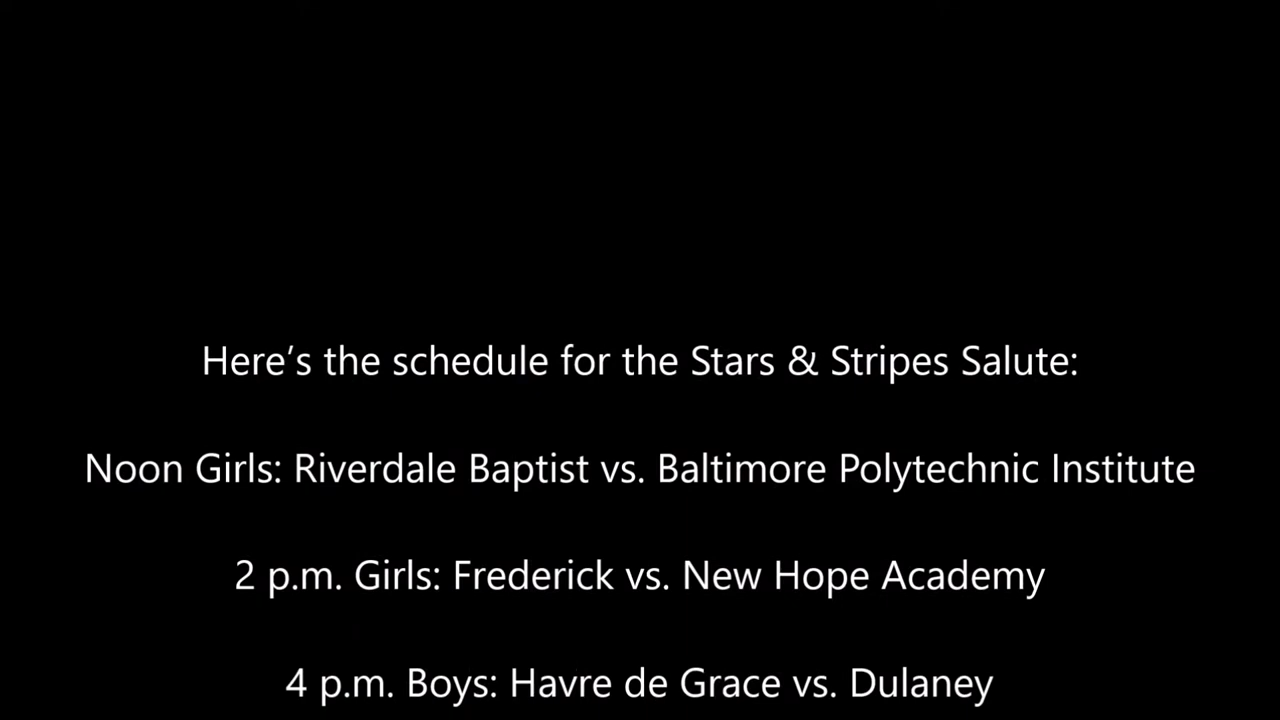 Here’s the schedule for the Stars & Stripes Salute:
Noon Girls: Riverdale Baptist vs. Baltimore Polytechnic Institute
2 p.m. Girls: Frederick vs. New Hope Academy
4 p.m. Boys: Havre de Grace vs. Dulaney